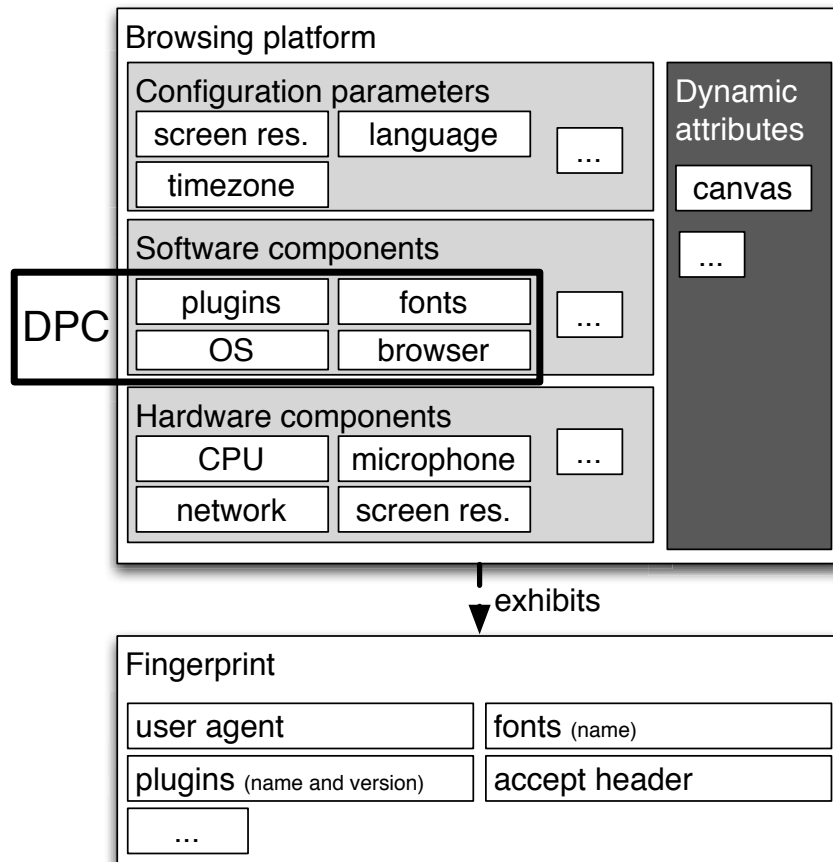 Browsing platform
Configuration parameters
screen res.
language
...
timezone
Dynamic
attributes
canvas
...
Software components
DPC
plugins
fonts
...
OS
browser
Hardware components
CPU
microphone
...
network
screen res.
exhibits
Fingerprint
user agent
fonts (name)
plugins (name and version)
accept header
...